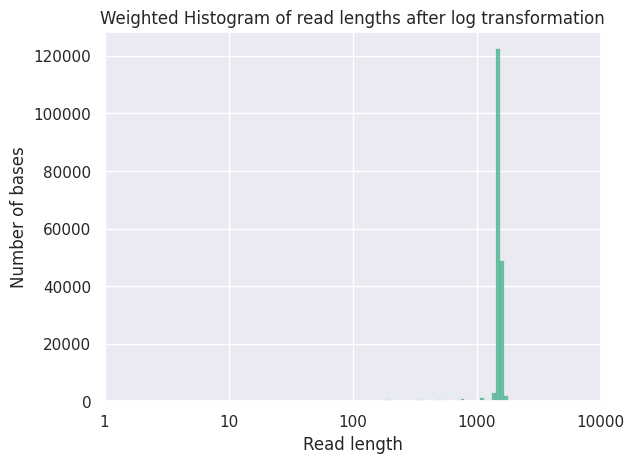 Weighted Histogram of read lengths after log transformation
120000
100000
80000
60000
40000
20000
0
Number of bases
1 10 100 1000 10000
Read length